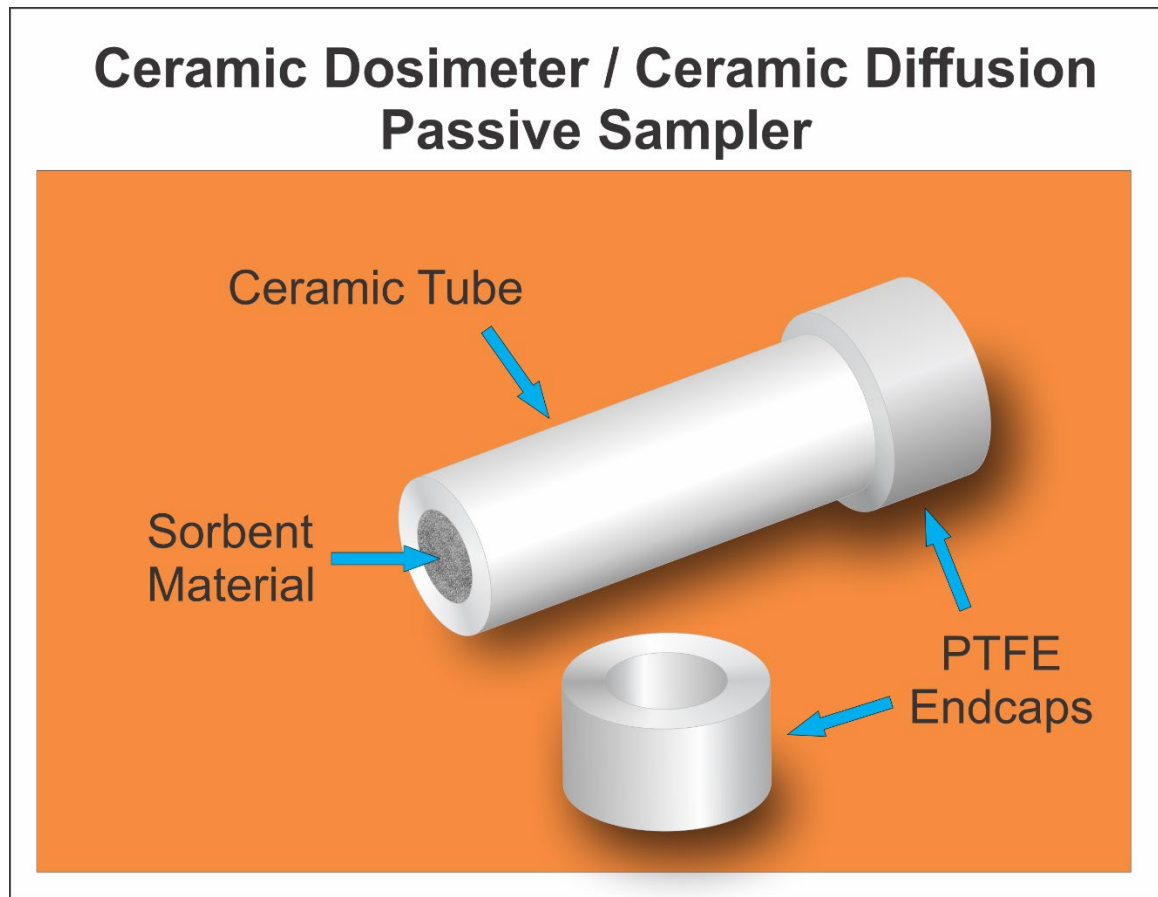 Ceramic Dosimeter / Ceramic Diffusion
Passive Sampler
Ceramic Tube
Sorbent
Material
PTFE
Endcaps